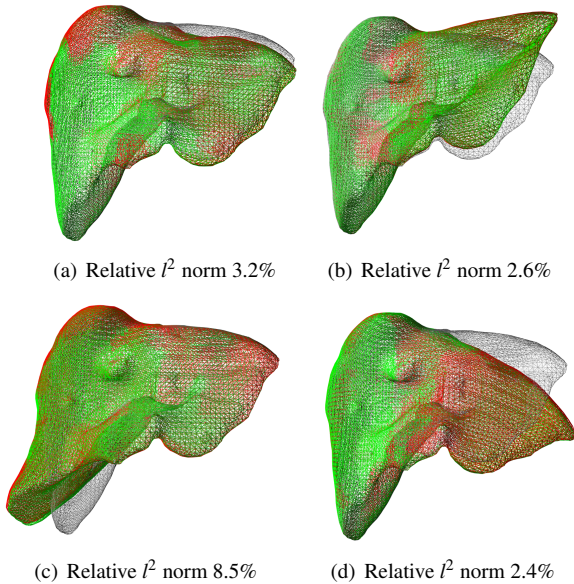 (a) Relative l² norm 3.2%
(b) Relative l² norm 2.6%
(c) Relative l² norm 8.5%
(d) Relative l² norm 2.4%